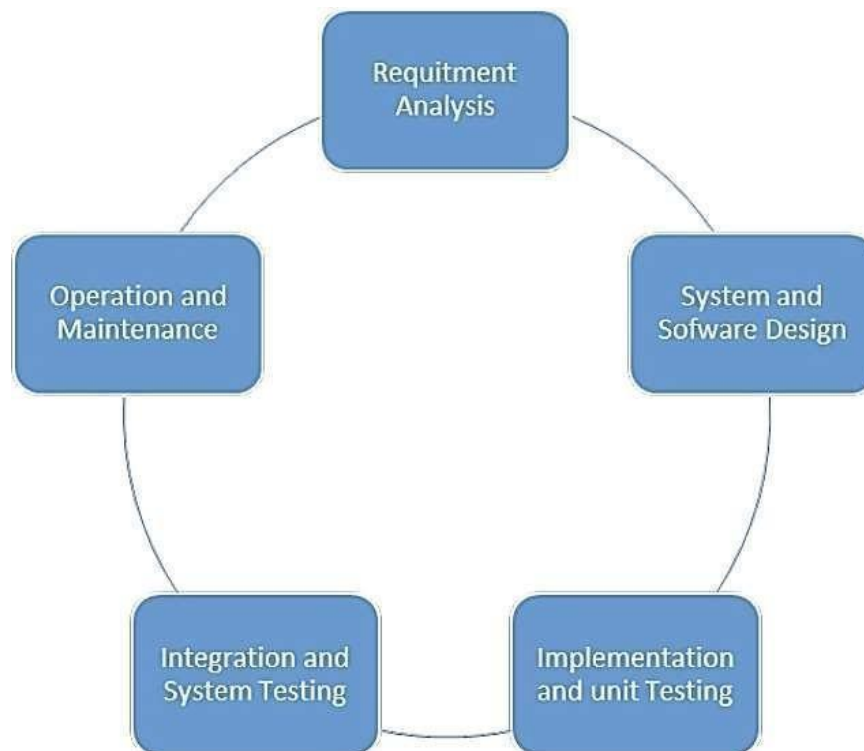 Requitment
Analysis
System and
Sofware Design
Implementation
and unit Testing
Integration and
System Testing
Operation and
Maintenance